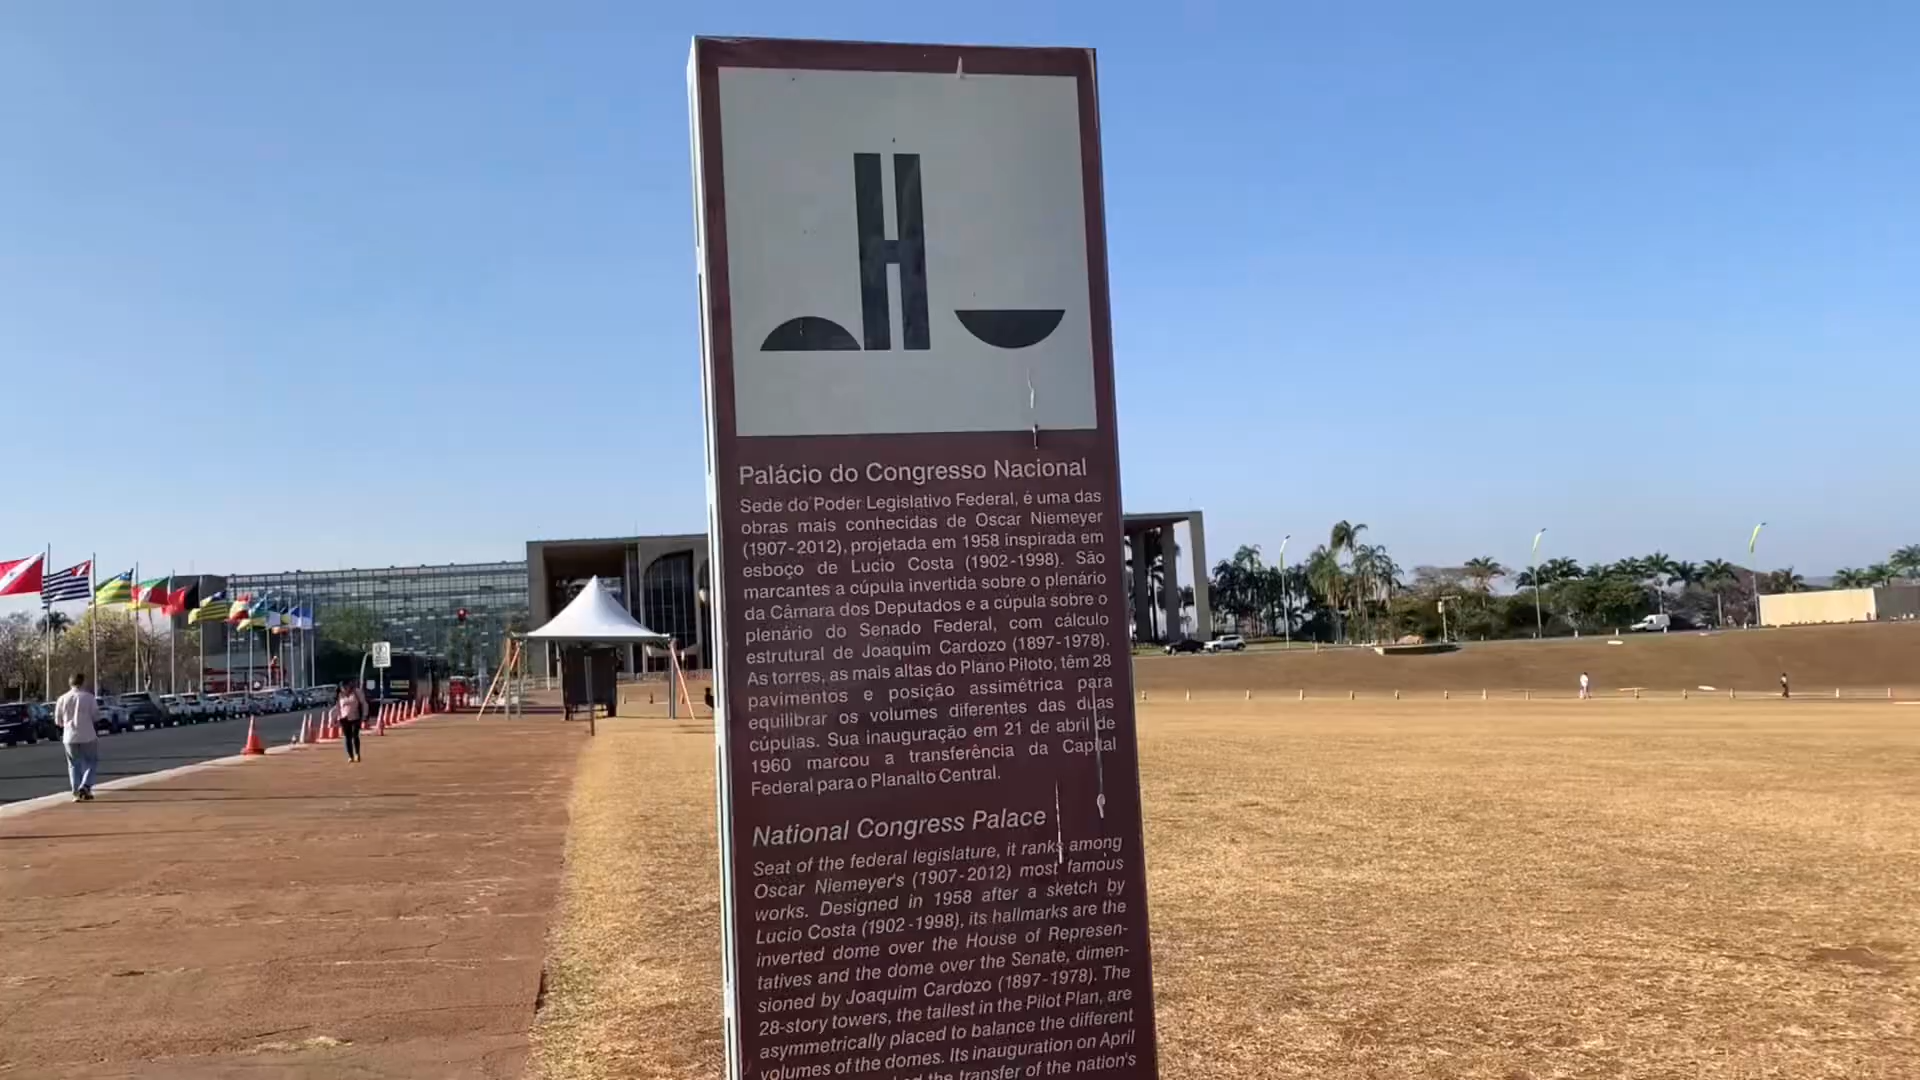 Palácio do Congresso Nacional
Sede do Poder Legislativo Federal, é uma das
obras mais conhecidas de Oscar Niemeyer
(1907-2012), projetada em 1958 inspirada em
esboço de Lucio Costa (1902-1998). São
marcantes a cúpula invertida sobre o plenário
da Câmara dos Deputados e a cúpula sobre o
plenário do Senado Federal, com cálculo
estrutural de Joaquim Cardozo (1897-1978).
As torres, as mais altas do Plano Piloto, têm 28
pavimentos e posição assimétrica para
equilibrar os volumes diferentes das duas
cúpulas. Sua inauguração em 21 de abril de
1960 marcou a transferência da Capital
Federal para o Planalto Central.
National Congress Palace
Seat of the federal legislature, it ranks among
Oscar Niemeyer's (1907-2012) most famous
works. Designed in 1958 after a sketch by
Lucio Costa (1902-1998), its hallmarks are the
inverted dome over the House of Represen-
tatives and the dome over the Senate, dimen-
sioned by Joaquim Cardozo (1897-1978). The
28-story towers, the tallest in the Pilot Plan, are
asymmetrically placed to balance the different
volumes of the domes. Its inauguration on April
the transfer of the nation's